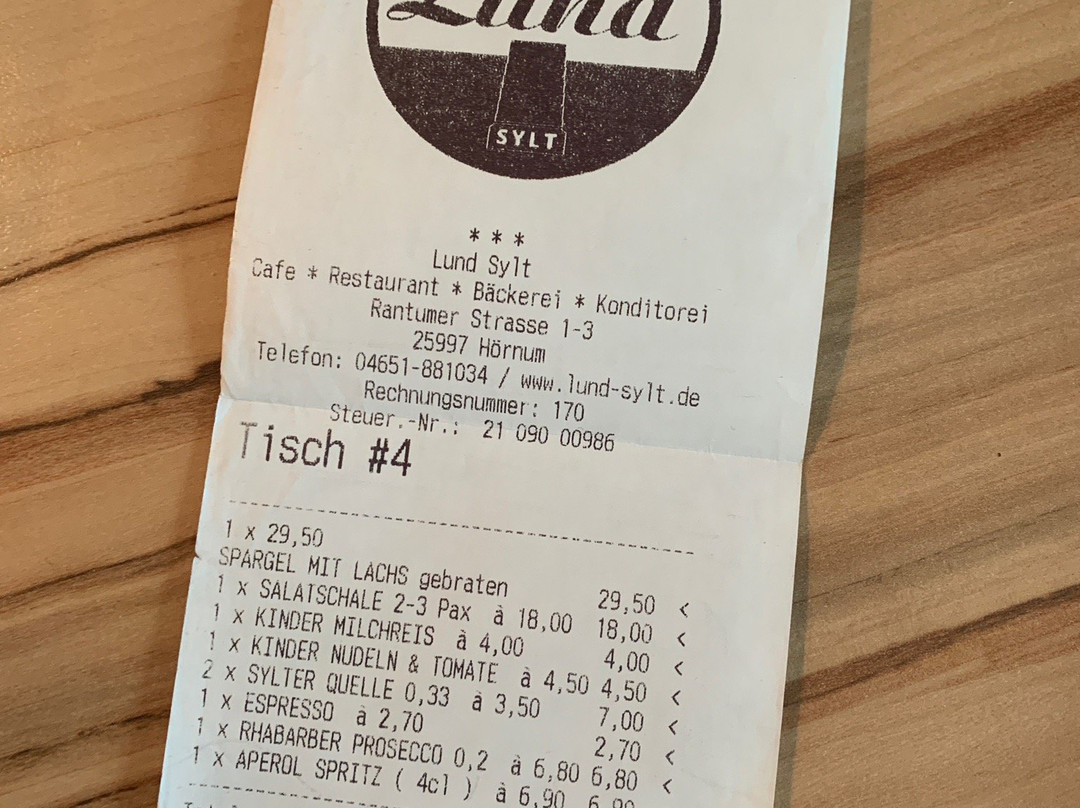 Lund
SYLT
* * *
Lund Sylt
Cafe * Restaurant * Bäckerei * Konditorei
Rantumer Strasse 1-3
25997 Hörnum
Telefon: 04651-881034 / www.lund-sylt.de
Rechnungsnummer: 170
Steuer.-Nr.: 21 090 00986
Tisch #4
1 x 29,50
SPARGEL MIT LACHS gebraten 29,50 <
1 x SALATSCHALE 2-3 Pax à 18,00 18,00 <
1 x KINDER MILCHREIS à 4,00 4,00 <
1 x KINDER NUDELN & TOMATE à 4,50 4,50 <
2 x SYLTER QUELLE 0,33 à 3,50 7,00 <
1 x ESPRESSO à 2,70 2,70 <
1 x RHABARBER PROSECCO 0,2 à 6,80 6,80 <
1 x APEROL SPRITZ ( 4cl ) à 6,90 6,90